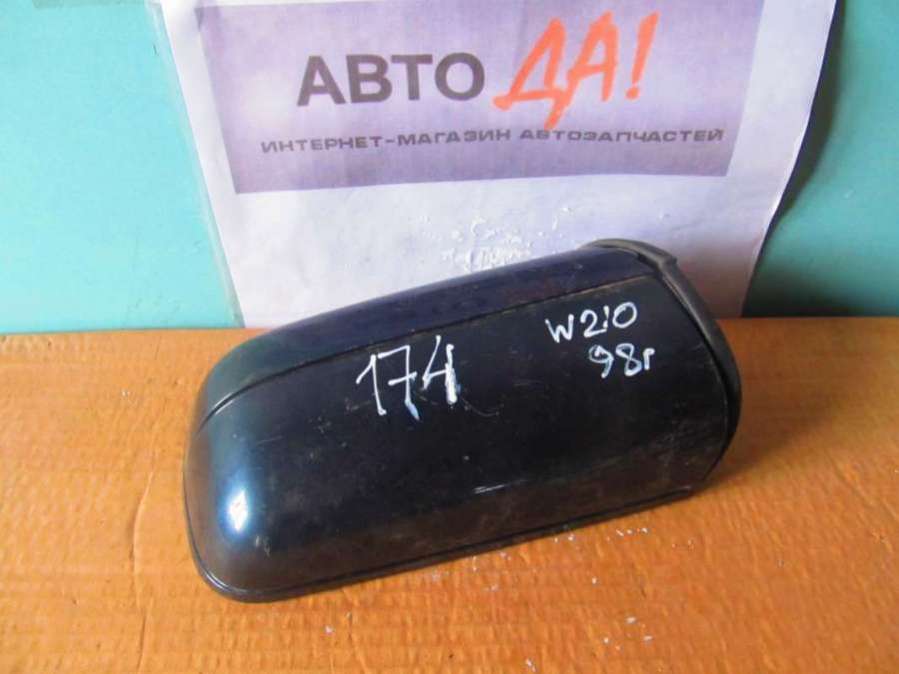 АВТО ДА!
ИНТЕРНЕТ-МАГАЗИН АВТОЗАПЧАСТЕЙ
174
W210
98г